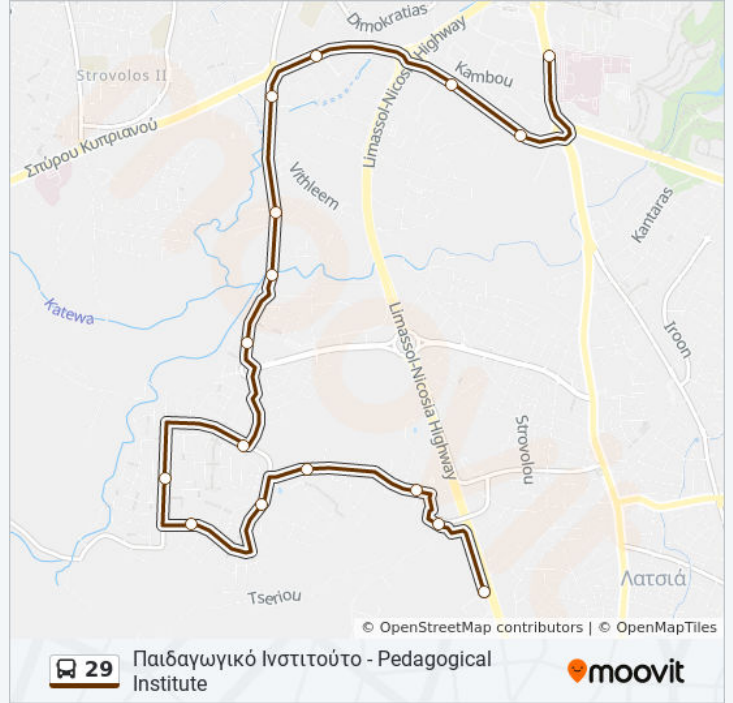 Dimokratias
Strovolos II
Limassol-Nicosia Highway
Kambou
Σπύρου Κυπριανού
Vithleem
Kantaras
Katewa
Iroon
Limassol-Nicosia Highway
Strovolou
Λατσιά
Tseriou
© OpenStreetMap contributors | © OpenMapTiles
29
Παιδαγωγικό Ινστιτούτο - Pedagogical
Institute
moovit